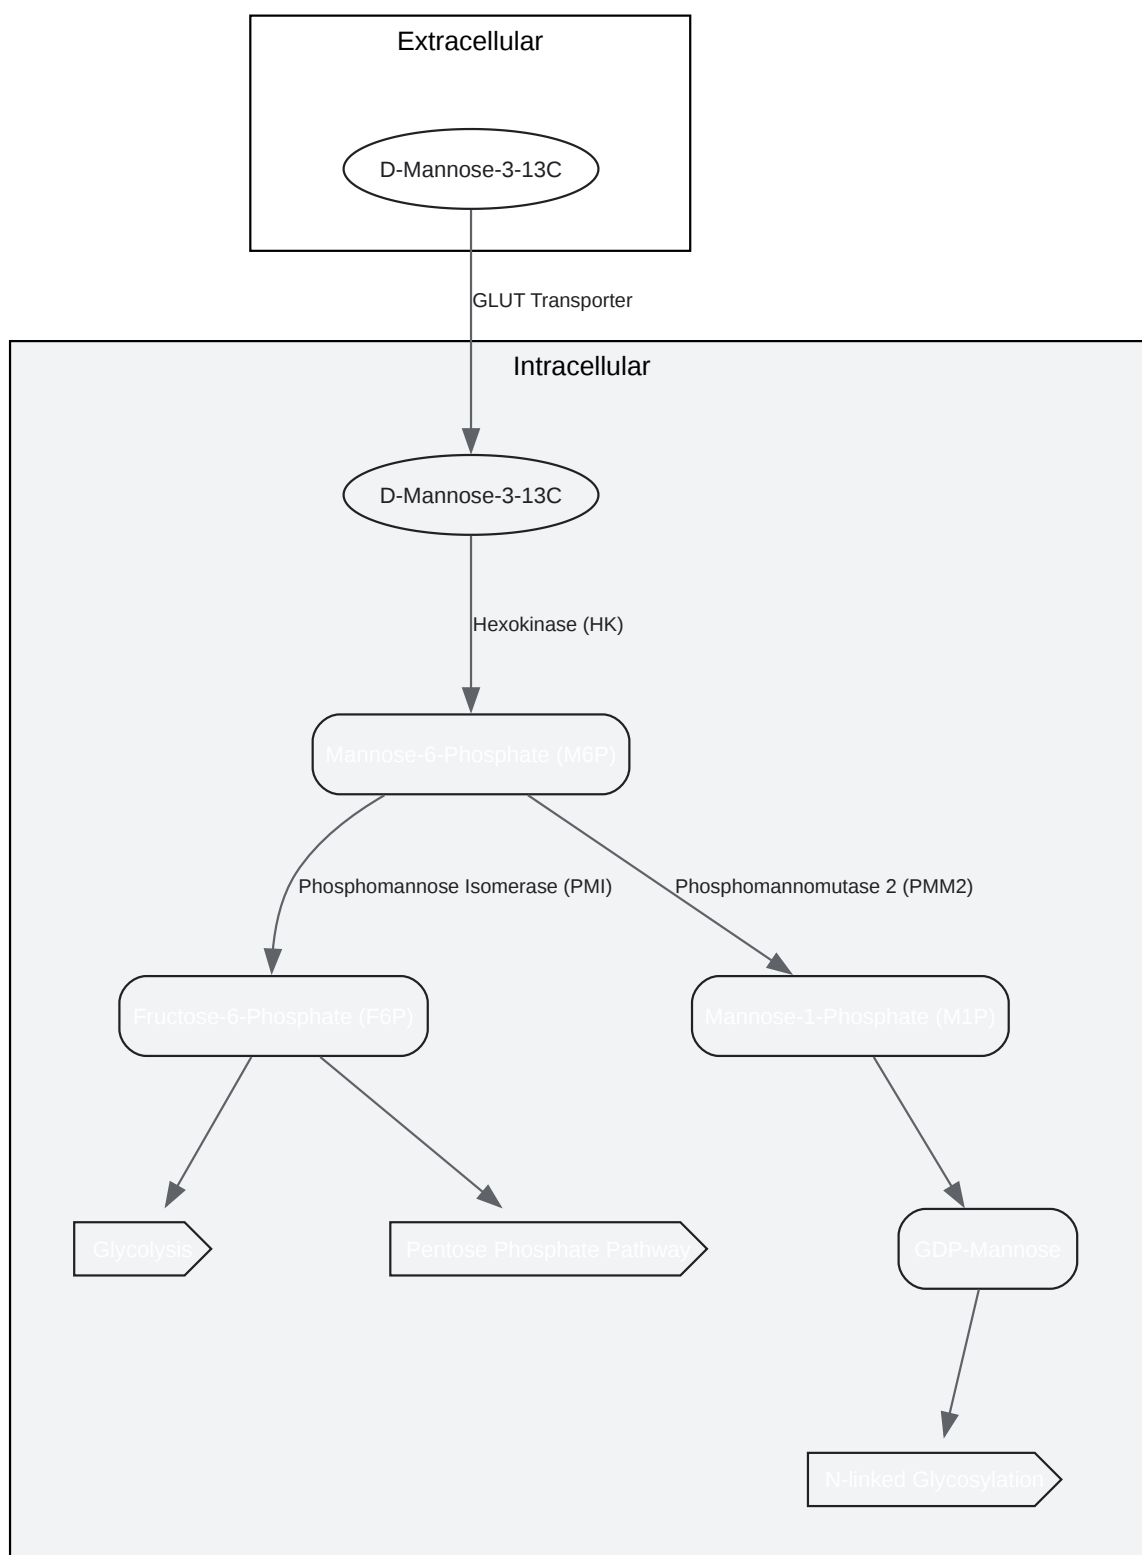 Extracellular
D-Mannose-3-13C
GLUT Transporter
Intracellular
D-Mannose-3-13C
Hexokinase (HK)
Mannose-6-Phosphate (M6P)
Phosphomannose Isomerase (PMI)
Phosphomannomutase 2 (PMM2)
Fructose-6-Phosphate (F6P)
Mannose-1-Phosphate (M1P)
Glycolysis
Pentose Phosphate Pathway
GDP-Mannose
N-linked Glycosylation